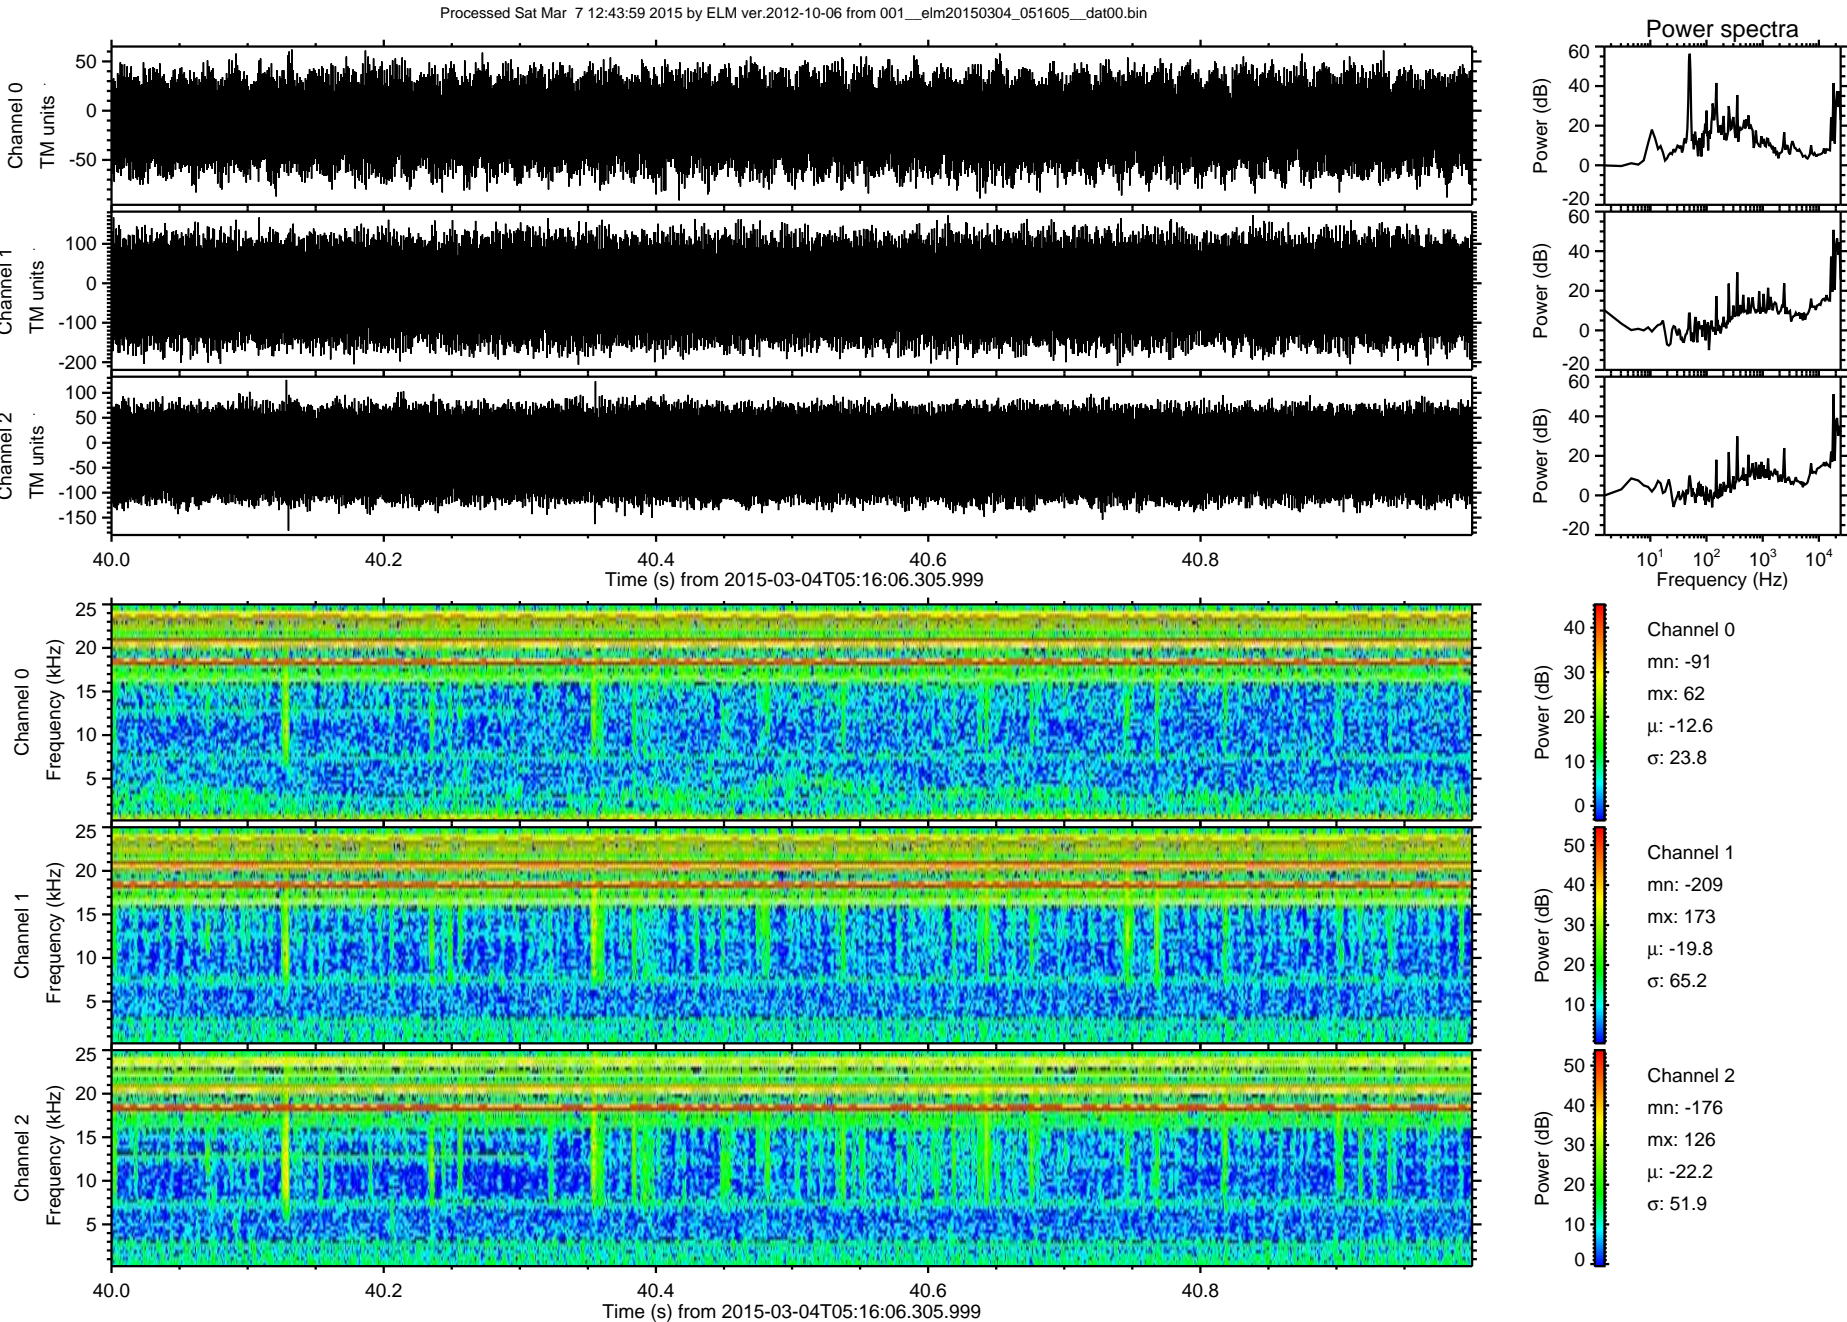 Processed Sat Mar 7 12:43:59 2015 by ELM ver.2012-10-06 from 001__elm20150304_051605__dat00.bin
Power spectra
Channel 0
TM units
50
0
-50
Power (dB)
60
40
20
0
-20
Channel 1
TM units
100
0
-100
-200
Power (dB)
60
40
20
0
-20
Channel 2
TM units
100
50
0
-50
-100
-150
Power (dB)
60
40
20
0
-20
40.0 40.2 40.4 40.6 40.8
Time (s) from 2015-03-04T05:16:06.305.999
10^1 10^2 10^3 10^4
Frequency (Hz)
Channel 0
Frequency (kHz)
25
20
15
10
5
Power (dB)
40
30
20
10
0
Channel 0
mn: -91
mx: 62
μ: -12.6
σ: 23.8
Channel 1
Frequency (kHz)
25
20
15
10
5
Power (dB)
50
40
30
20
10
Channel 1
mn: -209
mx: 173
μ: -19.8
σ: 65.2
Channel 2
Frequency (kHz)
25
20
15
10
5
Power (dB)
50
40
30
20
10
0
Channel 2
mn: -176
mx: 126
μ: -22.2
σ: 51.9
40.0 40.2 40.4 40.6 40.8
Time (s) from 2015-03-04T05:16:06.305.999